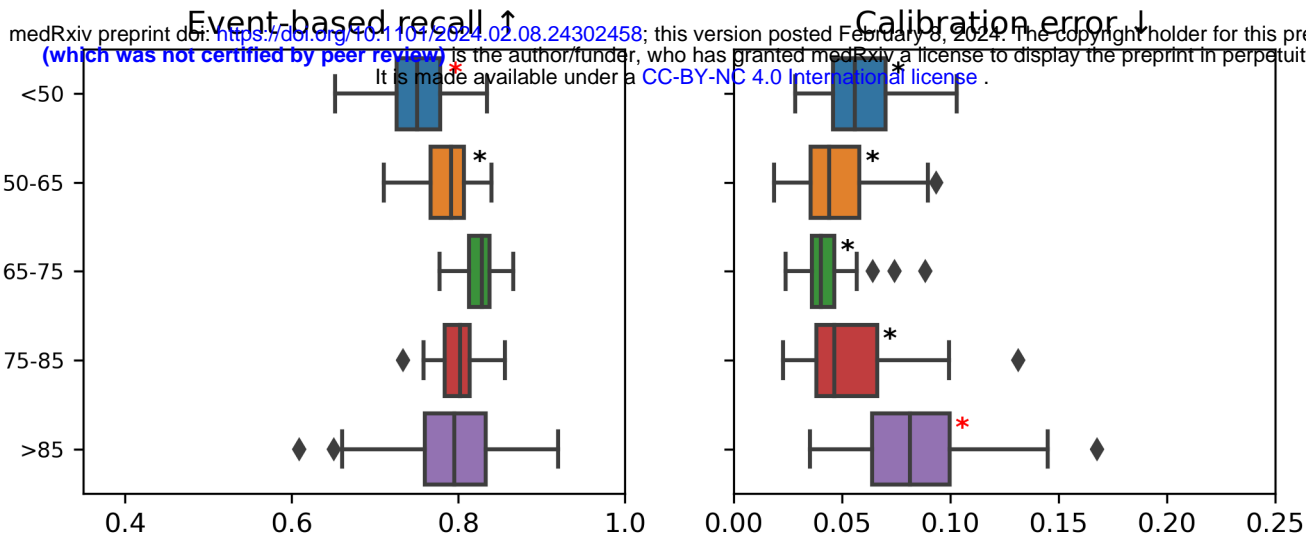 Event-based recall ↑
Calibration error ↓
medRxiv preprint doi: https://doi.org/10.1101/2024.02.08.24302458; this version posted February 8, 2024. The copyright holder for this pre
(which was not certified by peer review) is the author/funder, who has granted medRxiv a license to display the preprint in perpetuit
It is made available under a CC-BY-NC 4.0 International license .
<50
*
*
50-65
*
*
65-75
*
75-85
*
>85
*
0.4 0.6 0.8 1.0
0.00 0.05 0.10 0.15 0.20 0.25